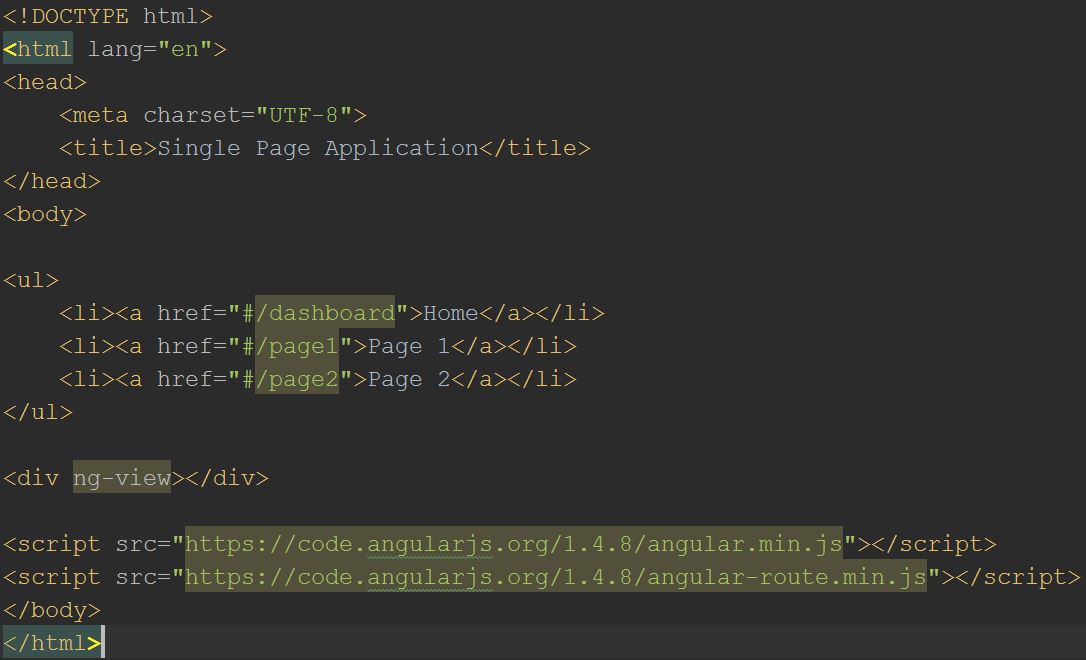 <!DOCTYPE html>
<html lang="en">
<head>
    <meta charset="UTF-8">
    <title>Single Page Application</title>
</head>
<body>

<ul>
    <li><a href="#/dashboard">Home</a></li>
    <li><a href="#/page1">Page 1</a></li>
    <li><a href="#/page2">Page 2</a></li>
</ul>

<div ng-view></div>

<script src="https://code.angularjs.org/1.4.8/angular.min.js"></script>
<script src="https://code.angularjs.org/1.4.8/angular-route.min.js"></script>
</body>
</html>